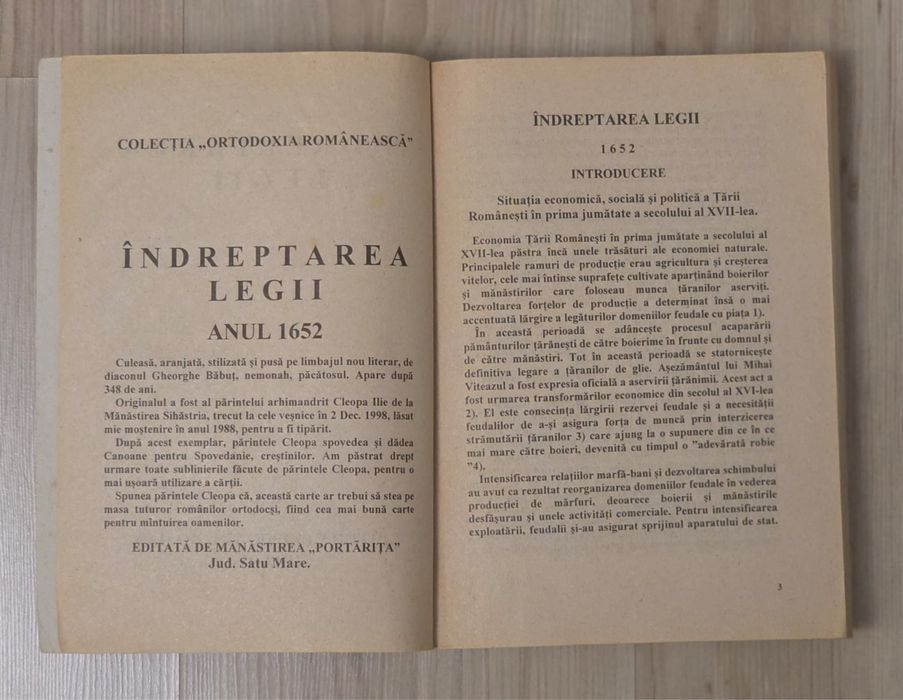 COLECȚIA „ORTODOXIA ROMÂNEASCĂ”
ÎNDREPTAREA
LEGII
ANUL 1652
Culeasă, aranjată, stilizată și pusă pe limbajul nou literar, de
diaconul Gheorghe Băbuț, nemonah, păcătosul. Apare după
348 de ani.
Originalul a fost al părintelui arhimandrit Cleopa Ilie de la
Mănăstirea Sihăstria, trecut la cele veșnice în 2 Dec. 1998, lăsat
mie moștenire în anul 1988, pentru a fi tipărit.
După acest exemplar, părintele Cleopa spovedea și dădea
Canoane pentru Spovedanie, creștinilor. Am păstrat drept
urmare toate sublinierile făcute de părintele Cleopa, pentru o
mai ușoară utilizare a cărții.
Spunea părintele Cleopa că, această carte ar trebui să stea pe
masa tuturor românilor ortodocși, fiind cea mai bună carte
pentru mîntuirea oamenilor.
EDITATĂ DE MĂNĂSTIREA „PORTĂRIȚA”
Jud. Satu Mare.
ÎNDREPTAREA LEGII
1652
INTRODUCERE
Situația economică, socială și politică a Țării
Românești în prima jumătate a secolului al XVII-lea.
Economia Țării Românești în prima jumătate a secolului al
XVII-lea păstra încă unele trăsături ale economiei naturale.
Principalele ramuri de producție erau agricultura și creșterea
vitelor, cele mai întinse suprafețe cultivate aparținând boierilor
și mănăstirilor care foloseau munca țăranilor aserviți.
Dezvoltarea forțelor de producție a determinat însă o mai
accentuată lărgire a legăturilor domeniilor feudale cu piața 1).
În această perioadă se adâncește procesul acaparării
pământurilor țărănești de către boierime în frunte cu domnul și
de către mănăstiri. Tot în această perioadă se statornicește
definitiva legare a țăranilor de glie. Așezământul lui Mihai
Viteazul a fost expresia oficială a aservirii țărănimii. Acest act a
fost urmarea transformărilor economice din secolul al XVI-lea
2). El este consecința lărgirii rezervei feudale și a necesității
feudalilor de a-și asigura forța de muncă prin interzicerea
strămutării țăranilor 3) care ajung la o supunere din ce în ce
mai mare către boieri, devenită cu timpul o "adevărată robie
"4).
Intensificarea relațiilor marfă-bani și dezvoltarea schimbului
au avut ca rezultat reorganizarea domeniilor feudale în vederea
producției de mărfuri, deoarece boierii și mănăstirile
desfășurau și unele activități comerciale. Pentru intensificarea
exploatării, feudalii și-au asigurat sprijinul aparatului de stat.
3